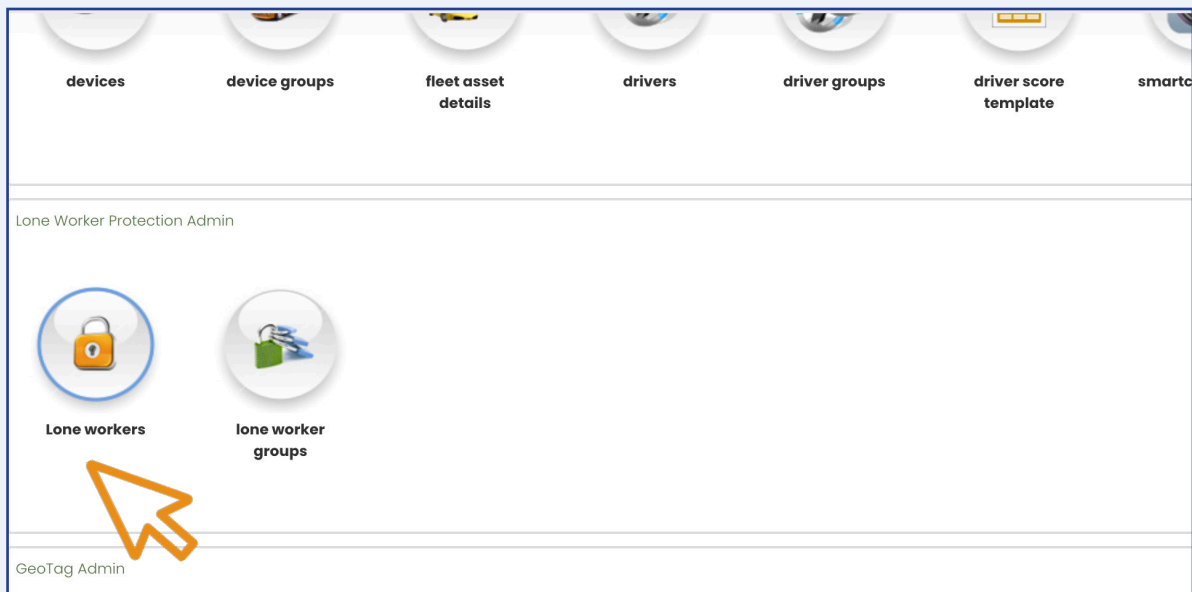 devices
device groups
fleet asset
details
drivers
driver groups
driver score
template
smartc
Lone Worker Protection Admin
Lone workers
lone worker
groups
GeoTag Admin